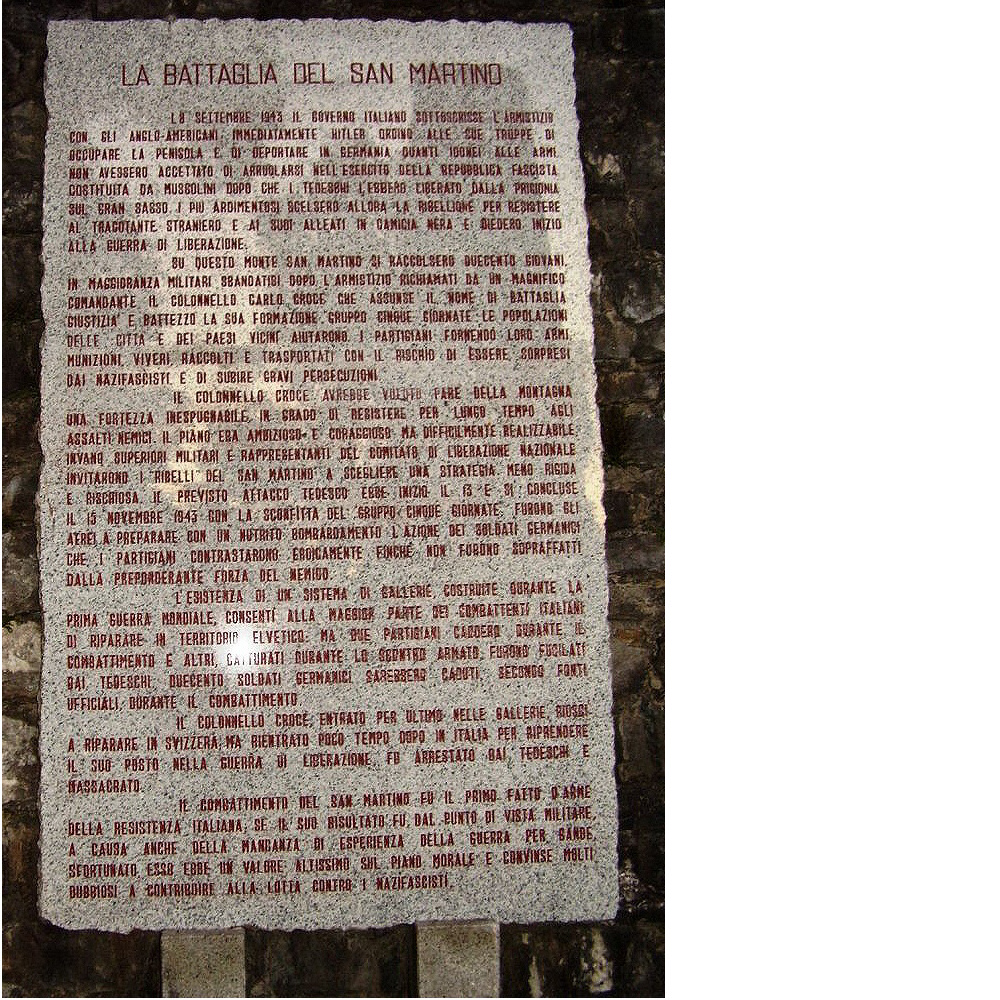 LA BATTAGLIA DEL SAN MARTINO
L'8 SETTEMBRE 1943 IL GOVERNO ITALIANO SOTTOSCRISSE L'ARMISTIZIO
CON GLI ANGLO-AMERICANI. IMMEDIATAMENTE HITLER ORDINO ALLE SUE TRUPPE DI
OCCUPARE LA PENISOLA E DI DEPORTARE IN GERMANIA QUANTI IDONEI ALLE ARMI
NON AVESSERO ACCETTATO DI ARRUOLARSI NELL'ESERCITO DELLA REPUBBLICA FASCISTA
COSTITUITA DA MUSSOLINI DOPO CHE I TEDESCHI L'EBBERO LIBERATO DALLA PRIGIONIA
SUL GRAN SASSO. I PIU ARDIMENTOSI SCELSERO ALLORA LA RIBELLIONE PER RESISTERE
AL TRACOTANTE STRANIERO E AI SUOI ALLEATI IN CAMICIA NERA E DIEDERO INIZIO
ALLA GUERRA DI LIBERAZIONE.
SU QUESTO MONTE SAN MARTINO SI RACCOLSERO DUECENTO GIOVANI,
IN MAGGIORANZA MILITARI SBANDATISI DOPO L'ARMISTIZIO RICHIAMATI DA UN MAGNIFICO
COMANDANTE IL COLONNELLO CARLO CROCE CHE ASSUNSE IL NOME DI BATTAGLIA
GIUSTIZIA E BATTEZZO LA SUA FORMAZIONE GRUPPO CINQUE GIORNATE LE POPOLAZIONI
DELLE CITTA E DEI PAESI VICINI AIUTARONO I PARTIGIANI FORNENDO LORO ARMI,
MUNIZIONI, VIVERI, RACCOLTI E TRASPORTATI CON IL RISCHIO DI ESSERE SORPRESI
DAI NAZIFASCISTI E DI SUBIRE GRAVI PERSECUZIONI.
IL COLONNELLO CROCE AVREBBE VOLUTO FARE DELLA MONTAGNA
UNA FORTEZZA INESPUGNABILE, IN GRADO DI RESISTERE PER LUNGO TEMPO AGLI
ASSALTI NEMICI. IL PIANO ERA AMBIZIOSO E CORAGGIOSO MA DIFFICILMENTE REALIZZABILE
INVANO SUPERIORI MILITARI E RAPPRESENTANTI DEL COMITATO DI LIBERAZIONE NAZIONALE
INVITARONO I "RIBELLI" DEL SAN MARTINO A SCEGLIERE UNA STRATEGIA MENO RIGIDA
E RISCHIOSA. IL PREVISTO ATTACCO TEDESCO EBBE INIZIO IL 13 E SI CONCLUSE
IL 15 NOVEMBRE 1943 CON LA SCONFITTA DEL GRUPPO CINQUE GIORNATE, FURONO GLI
AEREI A PREPARARE CON UN NUTRITO BOMBARDAMENTO L'AZIONE DEI SOLDATI GERMANICI
CHE I PARTIGIANI CONTRASTARONO EROICAMENTE FINCHE NON FURONO SOPRAFFATTI
DALLA PREPONDERANTE FORZA DEL NEMICO.
L'ESISTENZA DI UN SISTEMA DI GALLERIE, COSTRUITE DURANTE LA
PRIMA GUERRA MONDIALE, CONSENTI ALLA MAGGIOR PARTE DEI COMBATTENTI ITALIANI
DI RIPARARE IN TERRITORIO ELVETICO. MA DUE PARTIGIANI CADDERO DURANTE IL
COMBATTIMENTO E ALTRI, CATTURATI DURANTE LO SCONTRO ARMATO, FURONO FUCILATI
DAI TEDESCHI. DUECENTO SOLDATI GERMANICI SAREBBERO CADUTI, SECONDO FONTI
UFFICIALI, DURANTE IL COMBATTIMENTO.
IL COLONNELLO CROCE, ENTRATO PER ULTIMO NELLE GALLERIE, RIUSCI
A RIPARARE IN SVIZZERA, MA RIENTRATO POCO TEMPO DOPO IN ITALIA PER RIPRENDERE
IL SUO POSTO NELLA GUERRA DI LIBERAZIONE, FU ARRESTATO DAI TEDESCHI E
MASSACRATO.
IL COMBATTIMENTO DEL SAN MARTINO FU IL PRIMO FATTO D'ARME
DELLA RESISTENZA ITALIANA, SE IL SUO RISULTATO FU, DAL PUNTO DI VISTA MILITARE,
A CAUSA ANCHE DELLA MANCANZA DI ESPERIENZA DELLA GUERRA PER BANDE,
SFORTUNATO, ESSO EBBE UN VALORE ALTISSIMO SUL PIANO MORALE E CONVINSE MOLTI
DUBBIOSI A CONTRIBUIRE ALLA LOTTA CONTRO I NAZIFASCISTI.